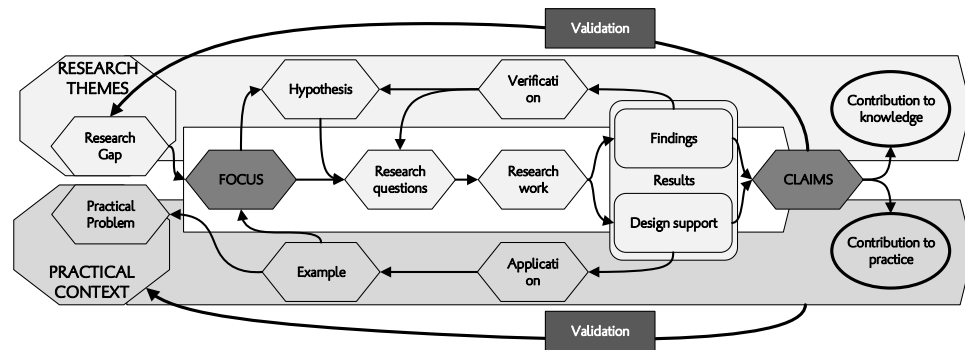 Validation
RESEARCH
THEMES
Hypothesis
Verificati
on
Contribution to
knowledge
Research
Gap
Findings
FOCUS
Research
questions
Research
work
Results
CLAIMS
Practical
Problem
Design support
Contribution to
practice
PRACTICAL
CONTEXT
Example
Applicati
on
Validation